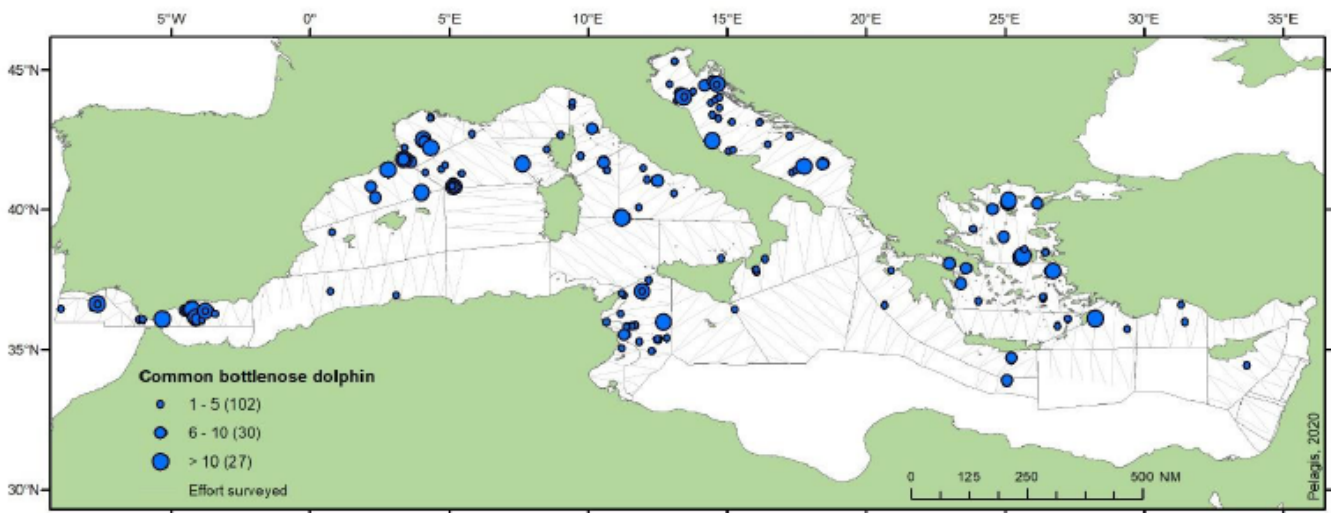 5°W 0° 5°E 10°E 15°E 20°E 25°E 30°E 35°E
45°N
40°N
35°N
Common bottlenose dolphin
1 - 5 (102)
6 - 10 (30)
> 10 (27)
Effort surveyed
0 125 250 500 NM
30°N
Pelagis, 2020